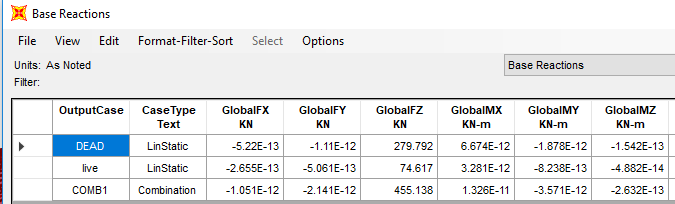 Base Reactions
File View Edit Format-Filter-Sort Select Options
Units: As Noted Base Reactions
Filter:
OutputCase CaseType GlobalFX GlobalFY GlobalFZ GlobalMX GlobalMY GlobalMZ
Text KN KN KN KN-m KN-m KN-m
DEAD LinStatic -5.22E-13 -1.11E-12 279.792 6.674E-12 -1.878E-12 -1.542E-13
live LinStatic -2.655E-13 -5.061E-13 74.617 3.281E-12 -8.238E-13 -4.882E-14
COMB1 Combination -1.051E-12 -2.141E-12 455.138 1.326E-11 -3.571E-12 -2.632E-13